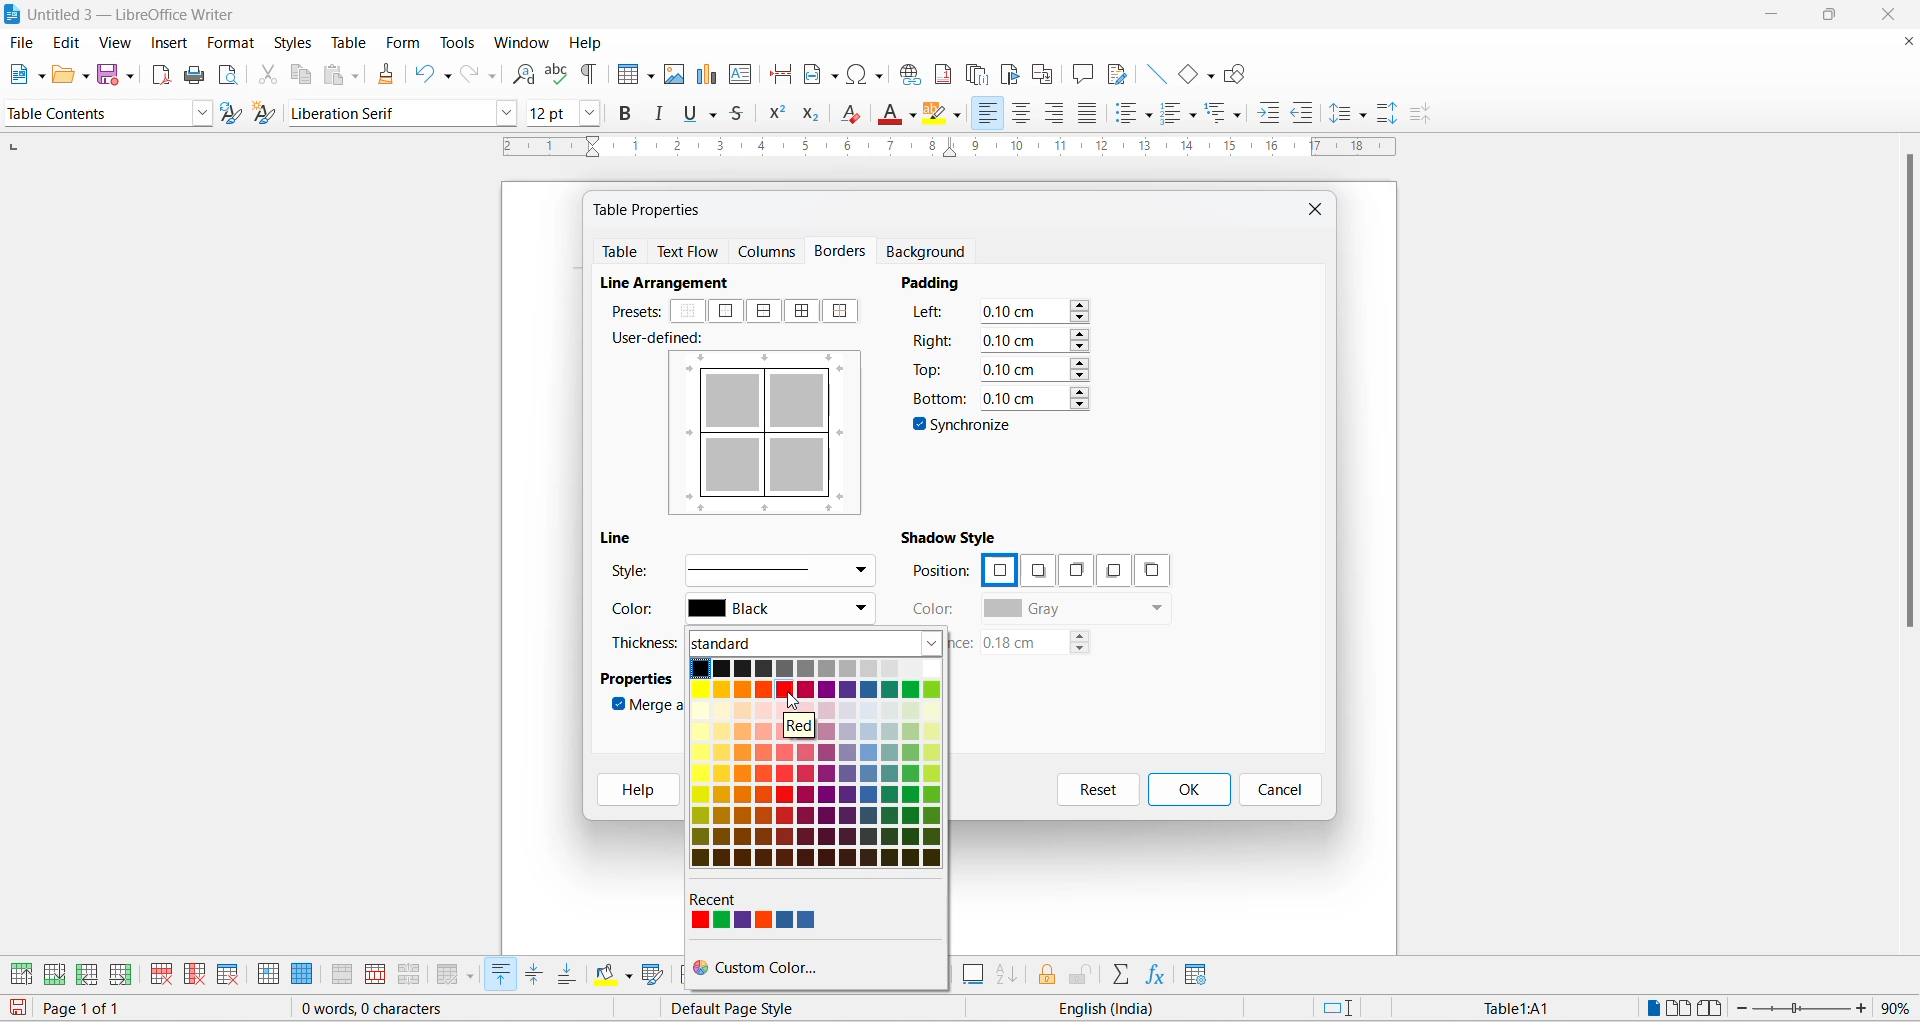 Untitled 3 — LibreOffice Writer
File Edit View Insert Format Styles Table Form Tools Window Help
Table Contents Liberation Serif 12 pt
2 1 1 2 3 4 5 6 7 8 9 10 11 12 13 14 15 16 17 18
Table Properties
Table Text Flow Columns Borders Background
Line Arrangement Padding
Presets: Left: 0.10 cm
User-defined: Right: 0.10 cm
Top: 0.10 cm
Bottom: 0.10 cm
Synchronize
Line Shadow Style
Style: Position:
Color: Black Color: Gray
Thickness: standard nce: 0.18 cm
Properties
Merge a
Red
Help Reset OK Cancel
Recent
Custom Color...
Page 1 of 1 0 words, 0 characters Default Page Style English (India) Table1:A1 90%